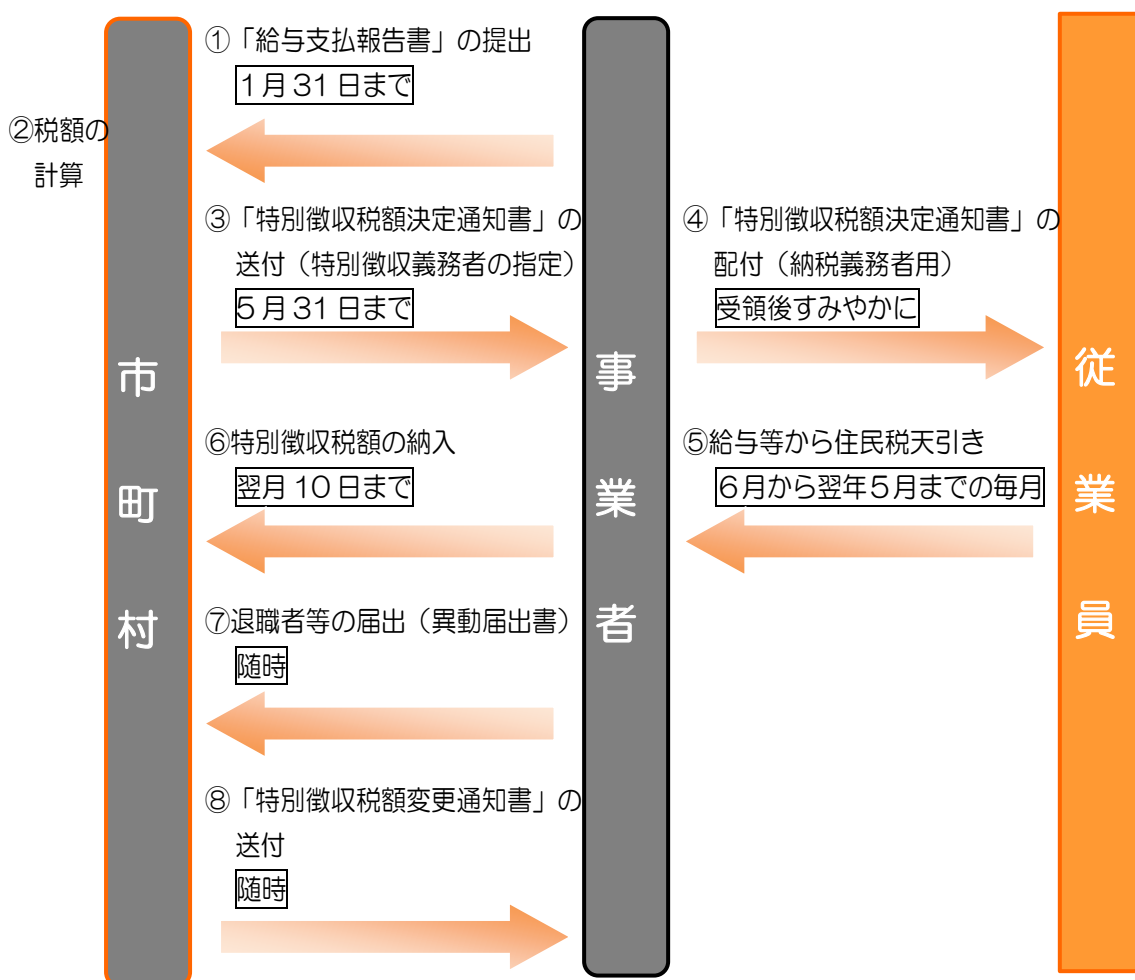 ①「給与支払報告書」の提出
1月31日まで
②税額の
計算
③「特別徴収税額決定通知書」の
送付（特別徴収義務者の指定）
5月31日まで
④「特別徴収税額決定通知書」の
配付（納税義務者用）
受領後すみやかに
⑥特別徴収税額の納入
翌月10日まで
⑤給与等から住民税天引き
6月から翌年5月までの毎月
⑦退職者等の届出（異動届出書）
随時
⑧「特別徴収税額変更通知書」の
送付
随時
市町村
事業者
従業員